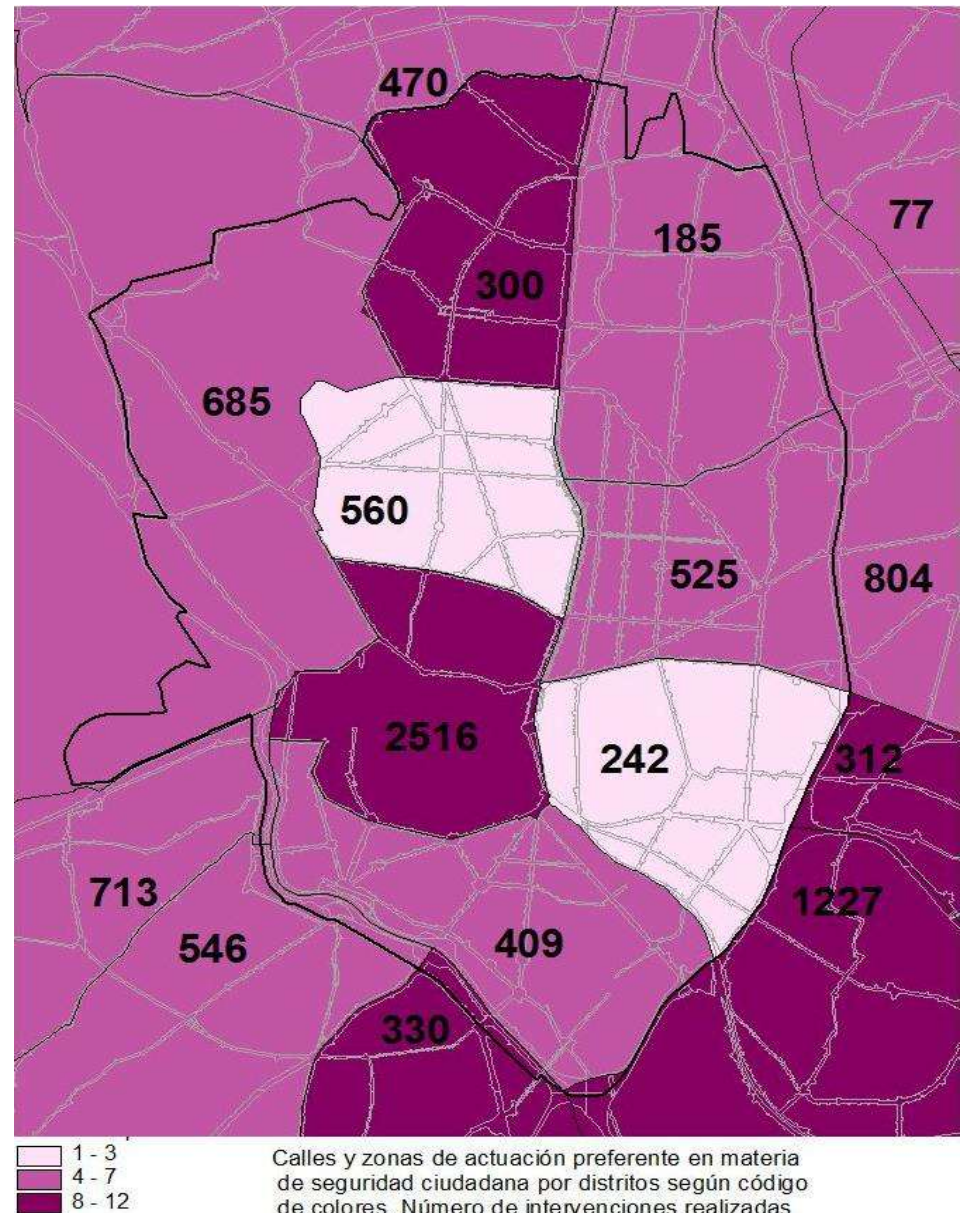 470
77
185
300
685
560
525
804
2516
242
312
713
1227
546
409
330
1 - 3
4 - 7
8 - 12
Calles y zonas de actuación preferente en materia
de seguridad ciudadana por distritos según código
de colores. Número de intervenciones realizadas